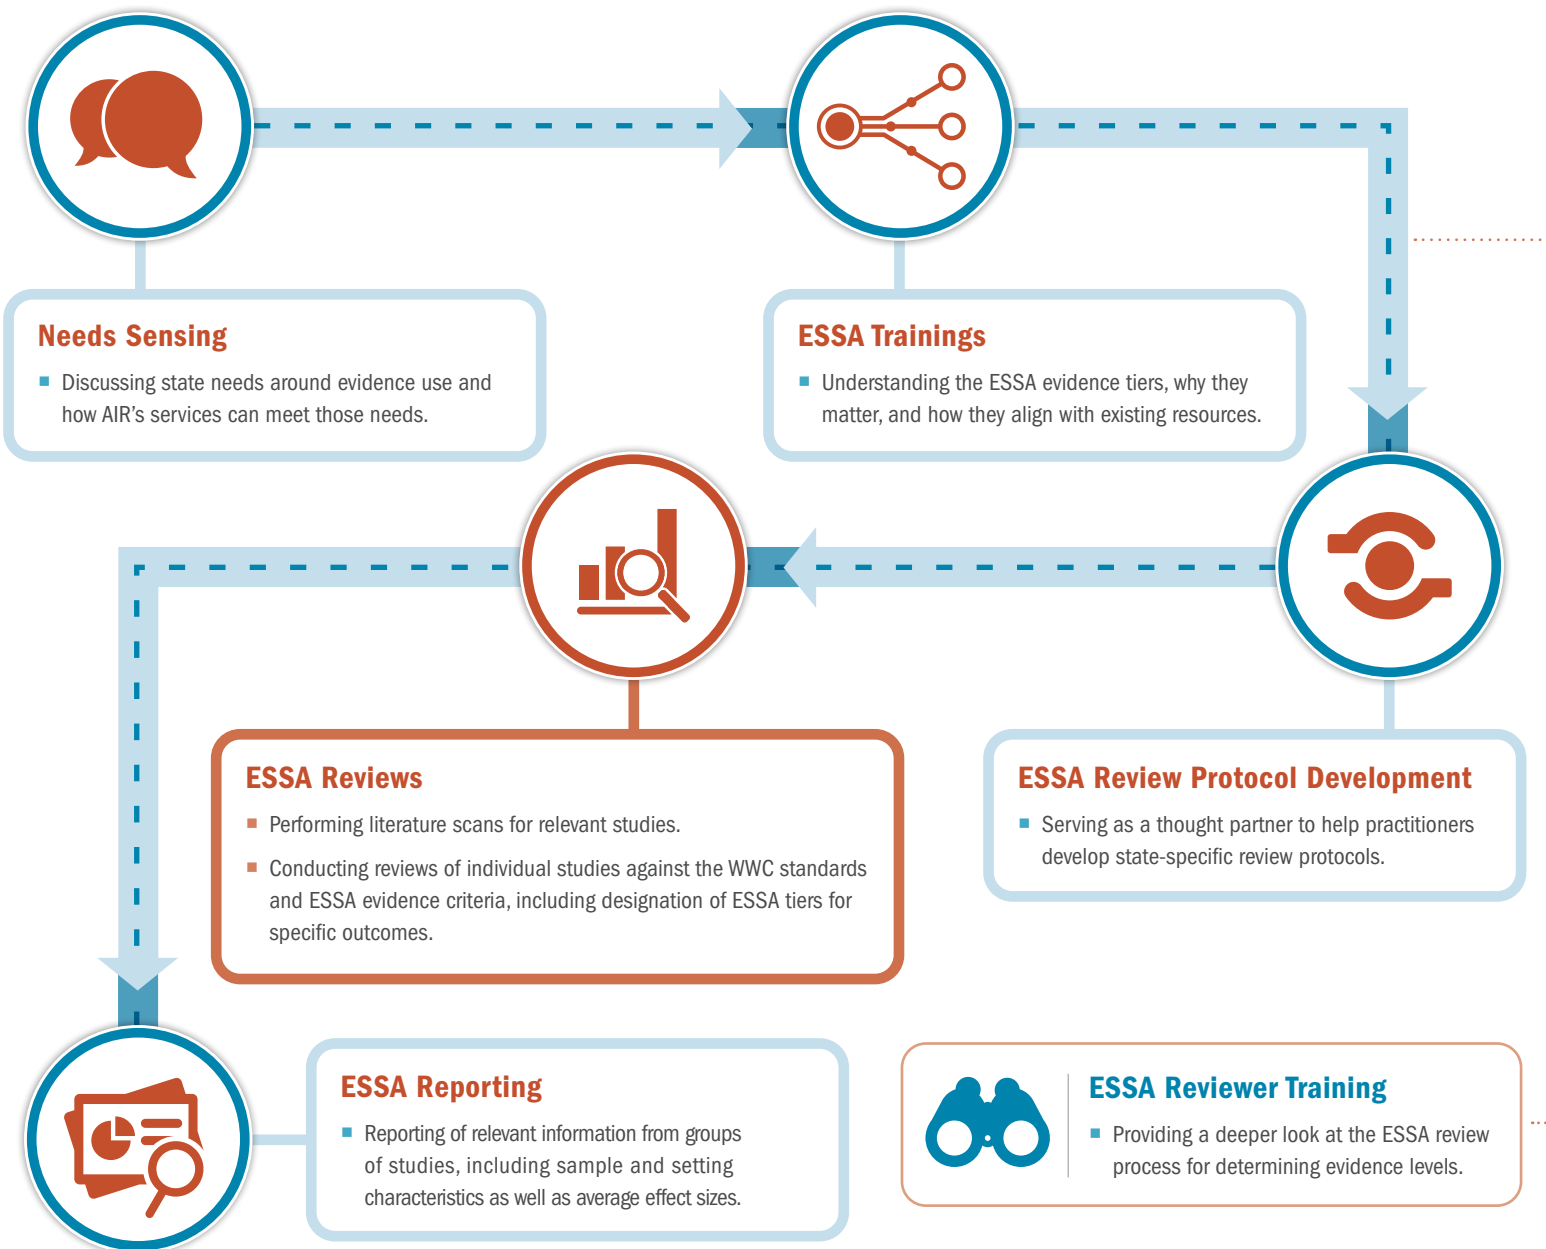 Needs Sensing
Discussing state needs around evidence use and
how AIR's services can meet those needs.
ESSA Trainings
Understanding the ESSA evidence tiers, why they
matter, and how they align with existing resources.
ESSA Reviews
Performing literature scans for relevant studies.
Conducting reviews of individual studies against the WWC standards
and ESSA evidence criteria, including designation of ESSA tiers for
specific outcomes.
ESSA Review Protocol Development
Serving as a thought partner to help practitioners
develop state-specific review protocols.
ESSA Reporting
Reporting of relevant information from groups
of studies, including sample and setting
characteristics as well as average effect sizes.
ESSA Reviewer Training
Providing a deeper look at the ESSA review
process for determining evidence levels.